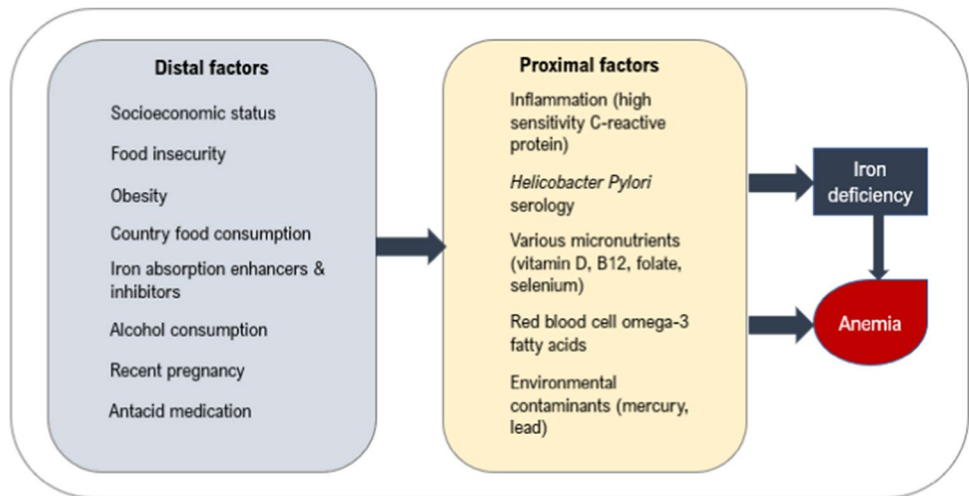 Distal factors
Socioeconomic status
Food insecurity
Obesity
Country food consumption
Iron absorption enhancers &
inhibitors
Alcohol consumption
Recent pregnancy
Antacid medication
Proximal factors
Inflammation (high
sensitivity C-reactive
protein)
Helicobacter Pylori
serology
Various micronutrients
(vitamin D, B12, folate,
selenium)
Red blood cell omega-3
fatty acids
Environmental
contaminants (mercury,
lead)
Iron
deficiency
Anemia